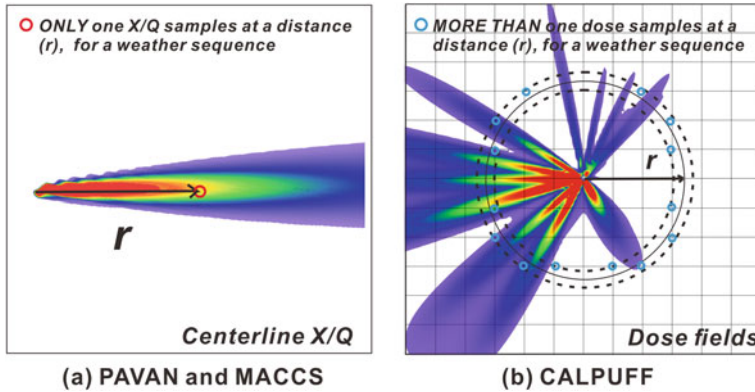 ONLY one X/Q samples at a
distance (r), for a weather
sequence
r
Centerline X/Q
(a) PAVAN and MACCS
MORE THAN one dose samples at a
distance (r), for a weather sequence
r
Dose fields
(b) CALPUFF